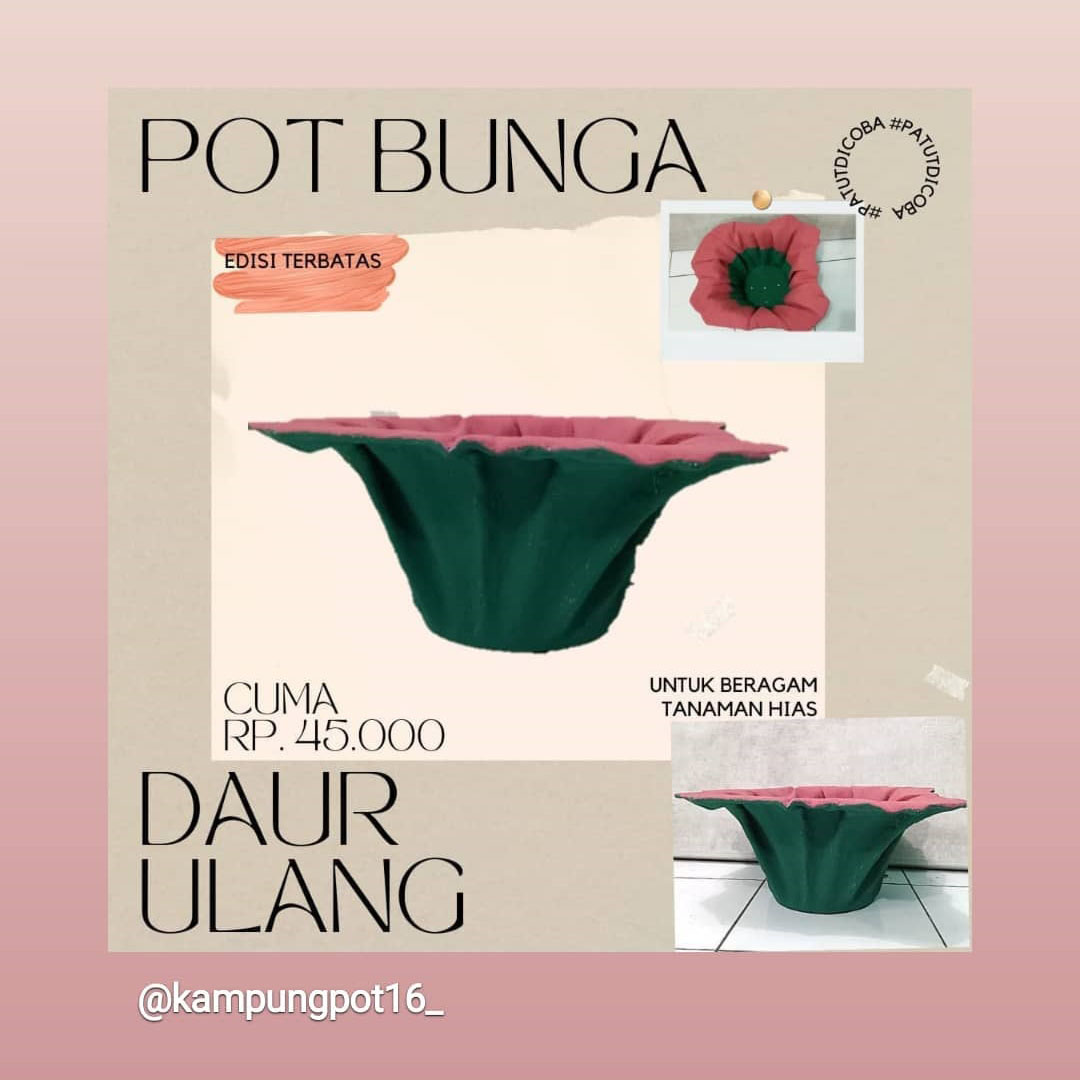 POT BUNGA
#PATUTDICOBA #PATUTDICOBA
EDISI TERBATAS
CUMA
RP. 45.000
UNTUK BERAGAM
TANAMAN HIAS
DAUR
ULANG
@kampungpot16_